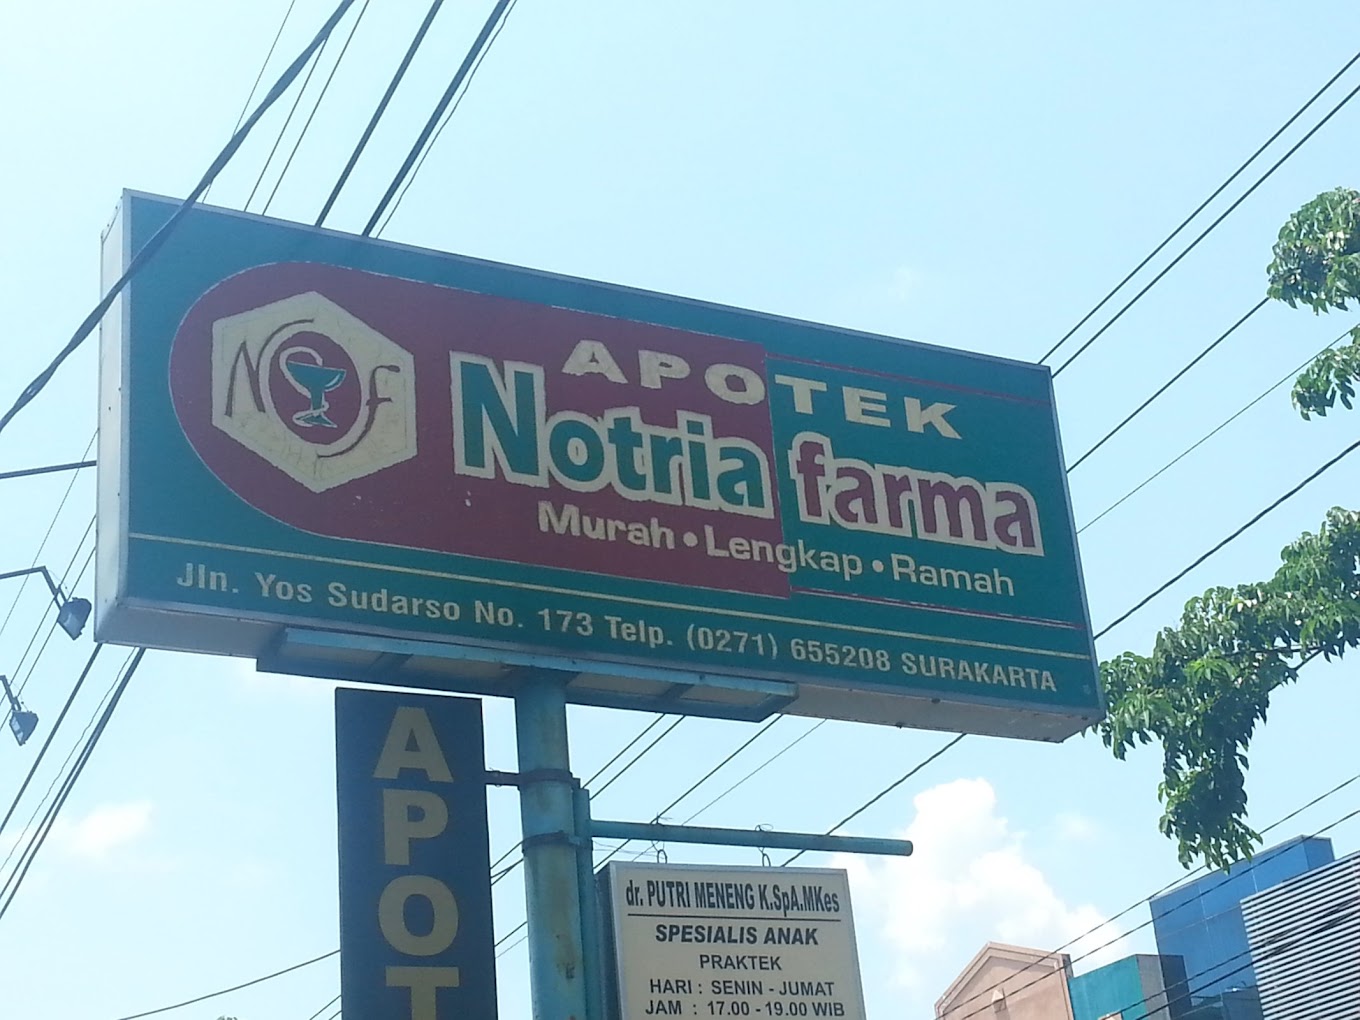 N f
APOTEK
Notria farma
Murah • Lengkap • Ramah
Jln. Yos Sudarso No. 173 Telp. (0271) 655208 SURAKARTA
APOT
dr. PUTRI MENENG K.SpA.MKes
SPESIALIS ANAK
PRAKTEK
HARI : SENIN - JUMAT
JAM : 17.00 - 19.00 WIB